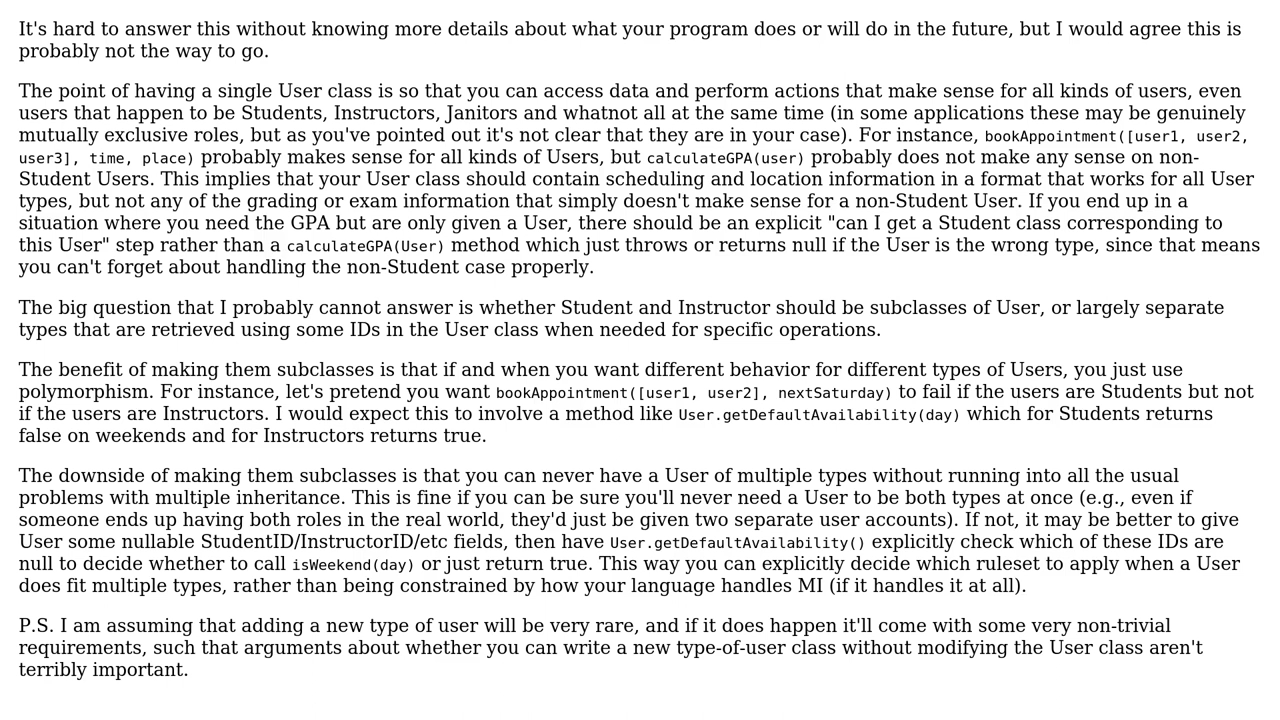 It's hard to answer this without knowing more details about what your program does or will do in the future, but I would agree this is
probably not the way to go.
The point of having a single User class is so that you can access data and perform actions that make sense for all kinds of users, even
users that happen to be Students, Instructors, Janitors and whatnot all at the same time (in some applications these may be genuinely
mutually exclusive roles, but as you've pointed out it's not clear that they are in your case). For instance, bookAppointment([user1, user2,
user3], time, place) probably makes sense for all kinds of Users, but calculateGPA(user) probably does not make any sense on non-
Student Users. This implies that your User class should contain scheduling and location information in a format that works for all User
types, but not any of the grading or exam information that simply doesn't make sense for a non-Student User. If you end up in a
situation where you need the GPA but are only given a User, there should be an explicit "can I get a Student class corresponding to
this User" step rather than a calculateGPA(User) method which just throws or returns null if the User is the wrong type, since that means
you can't forget about handling the non-Student case properly.
The big question that I probably cannot answer is whether Student and Instructor should be subclasses of User, or largely separate
types that are retrieved using some IDs in the User class when needed for specific operations.
The benefit of making them subclasses is that if and when you want different behavior for different types of Users, you just use
polymorphism. For instance, let's pretend you want bookAppointment([user1, user2], nextSaturday) to fail if the users are Students but not
if the users are Instructors. I would expect this to involve a method like User.getDefaultAvailability(day) which for Students returns
false on weekends and for Instructors returns true.
The downside of making them subclasses is that you can never have a User of multiple types without running into all the usual
problems with multiple inheritance. This is fine if you can be sure you'll never need a User to be both types at once (e.g., even if
someone ends up having both roles in the real world, they'd just be given two separate user accounts). If not, it may be better to give
User some nullable StudentID/InstructorID/etc fields, then have User.getDefaultAvailability() explicitly check which of these IDs are
null to decide whether to call isWeekend(day) or just return true. This way you can explicitly decide which ruleset to apply when a User
does fit multiple types, rather than being constrained by how your language handles MI (if it handles it at all).
P.S. I am assuming that adding a new type of user will be very rare, and if it does happen it'll come with some very non-trivial
requirements, such that arguments about whether you can write a new type-of-user class without modifying the User class aren't
terribly important.